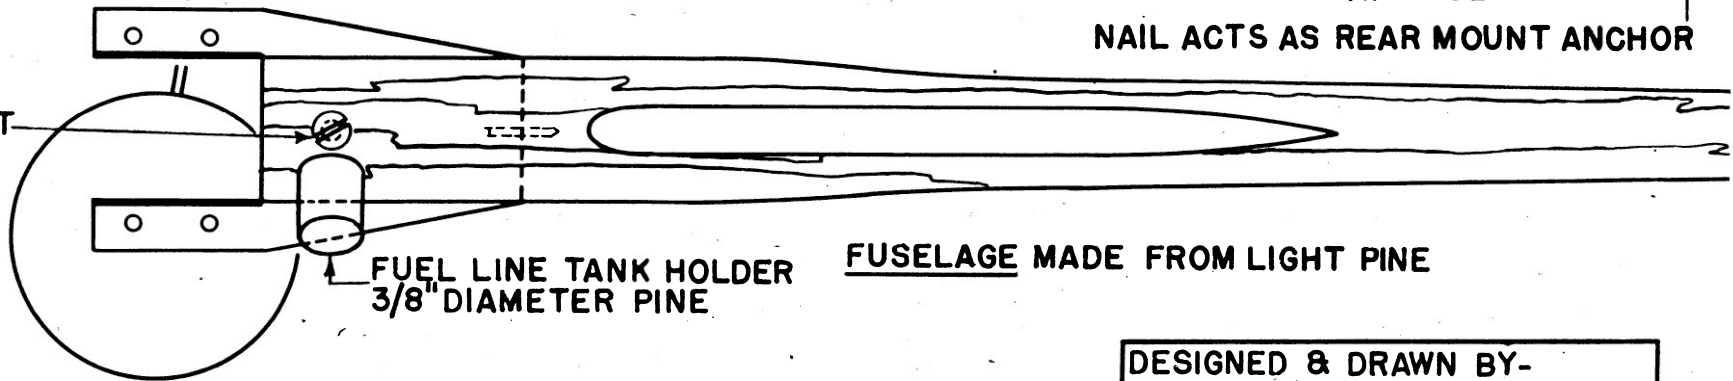 NAIL ACTS AS REAR MOUNT ANCHOR
T
FUEL LINE TANK HOLDER
3/8" DIAMETER PINE
FUSELAGE MADE FROM LIGHT PINE
DESIGNED & DRAWN BY-